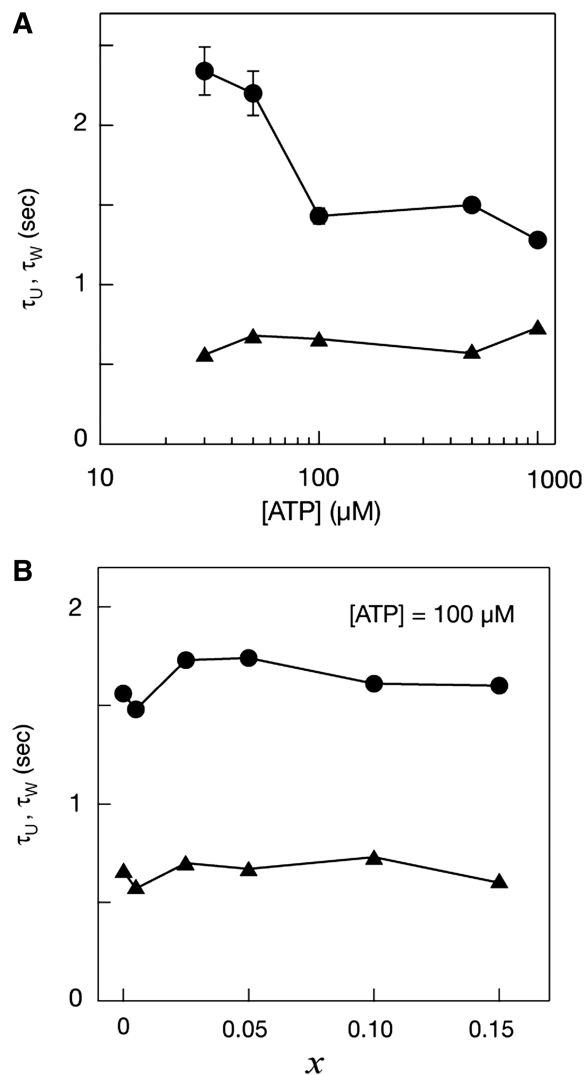 A
2
1
0
τU , τW (sec)
10 100 1000
[ATP] (µM)
B
[ATP] = 100 µM
2
1
0
τU , τW (sec)
0 0.05 0.10 0.15
x